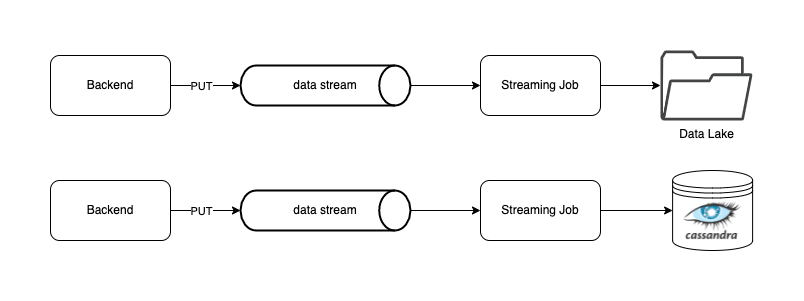 Backend
PUT
data stream
Streaming Job
Data Lake
Backend
PUT
data stream
Streaming Job
cassandra